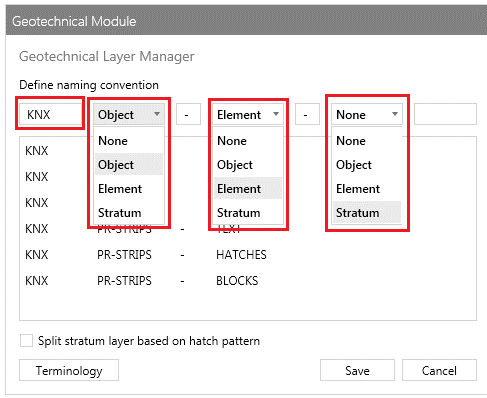 Geotechnical Module
Geotechnical Layer Manager
Define naming convention
KNX Object - Element - None
None None None
KNX Object Object Object
KNX Element Element Element
KNX Stratum Stratum Stratum
KNX PR-STRIPS - TEXT
KNX PR-STRIPS - HATCHES
KNX PR-STRIPS - BLOCKS
Split stratum layer based on hatch pattern
Terminology Save Cancel